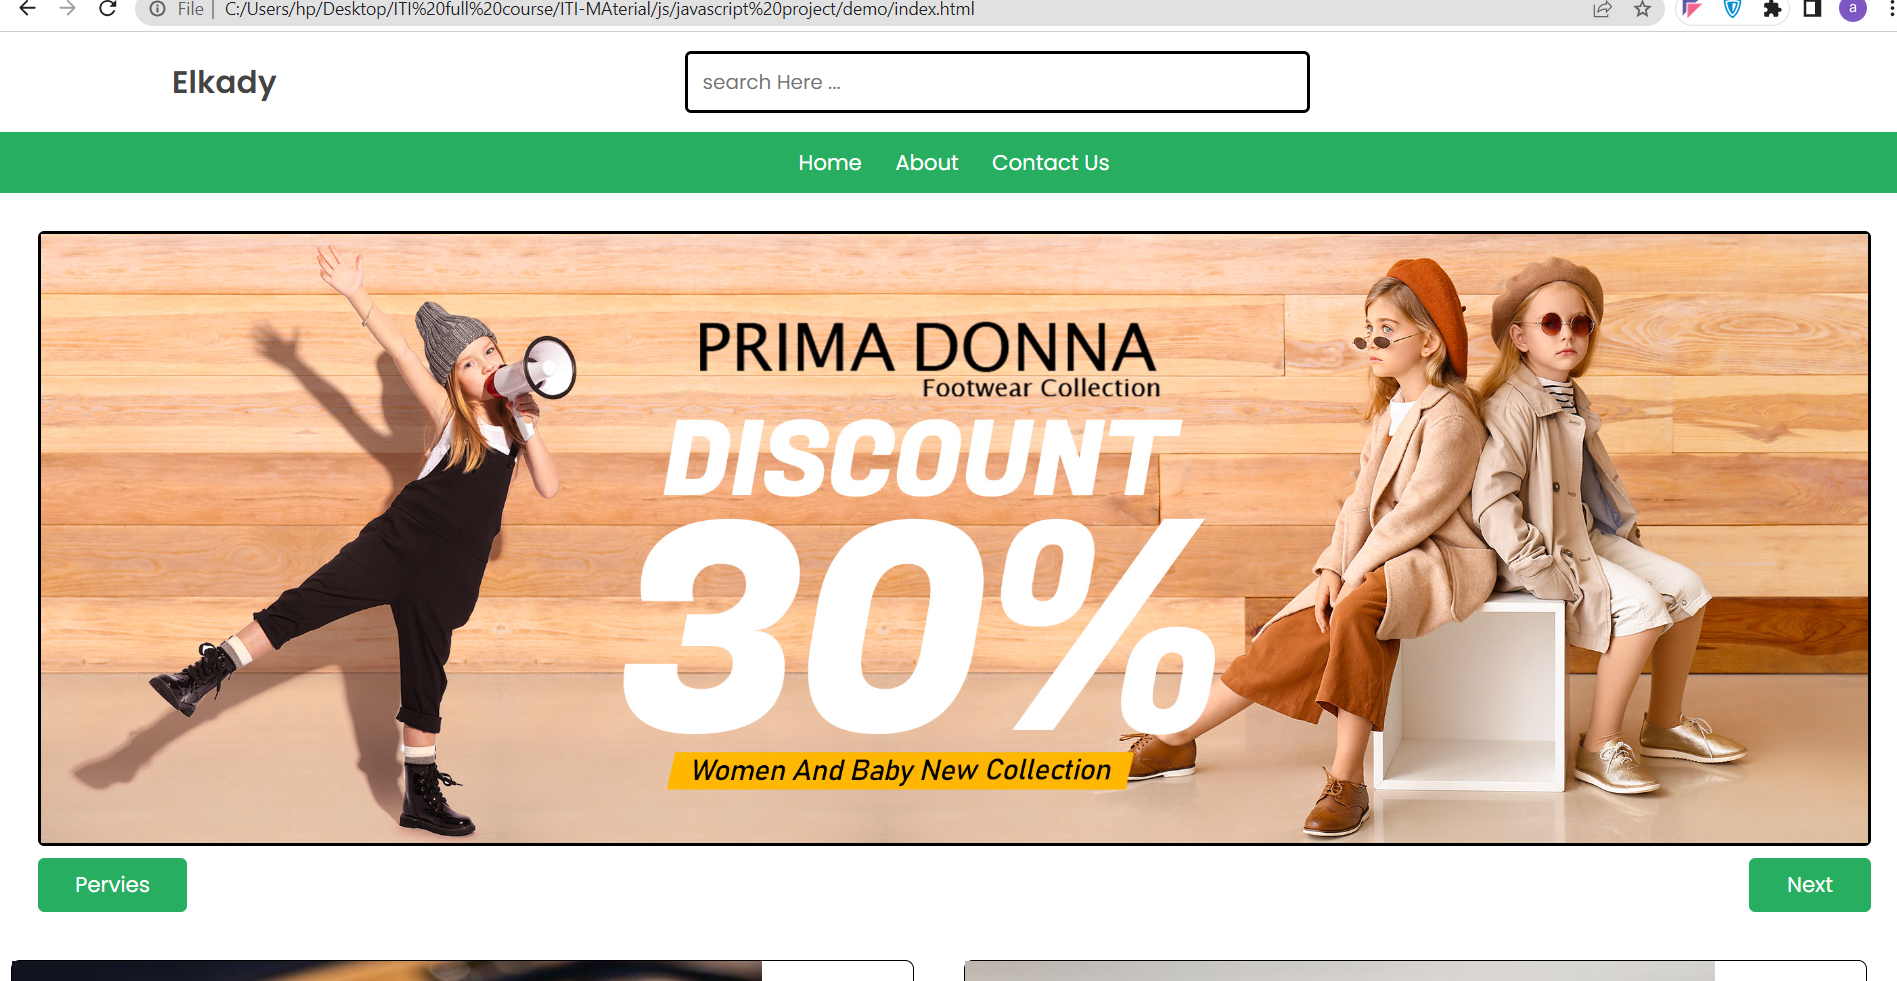 File | C:/Users/hp/Desktop/ITI%20full%20course/ITI-MAterial/js/javascript%20project/demo/index.html
a
Elkady
search Here ...
Home About Contact Us
PRIMA DONNA
Footwear Collection
DISCOUNT
30%
Women And Baby New Collection
Pervies
Next